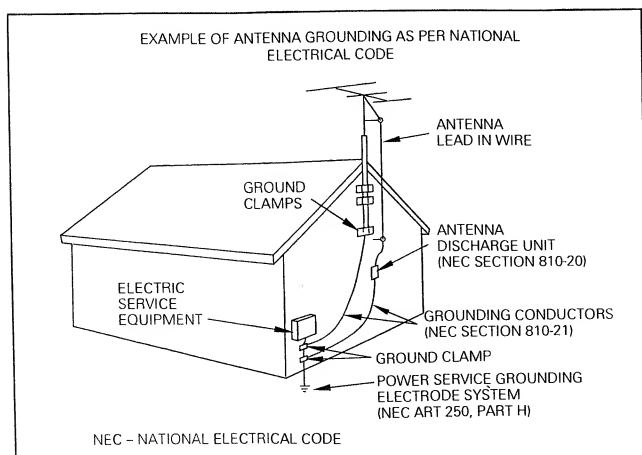 EXAMPLE OF ANTENNA GROUNDING AS PER NATIONAL
ELECTRICAL CODE
ANTENNA
LEAD IN WIRE
GROUND
CLAMPS
ANTENNA
DISCHARGE UNIT
(NEC SECTION 810-20)
ELECTRIC
SERVICE
EQUIPMENT
GROUNDING CONDUCTORS
(NEC SECTION 810-21)
GROUND CLAMP
POWER SERVICE GROUNDING
ELECTRODE SYSTEM
(NEC ART 250, PART H)
NEC – NATIONAL ELECTRICAL CODE